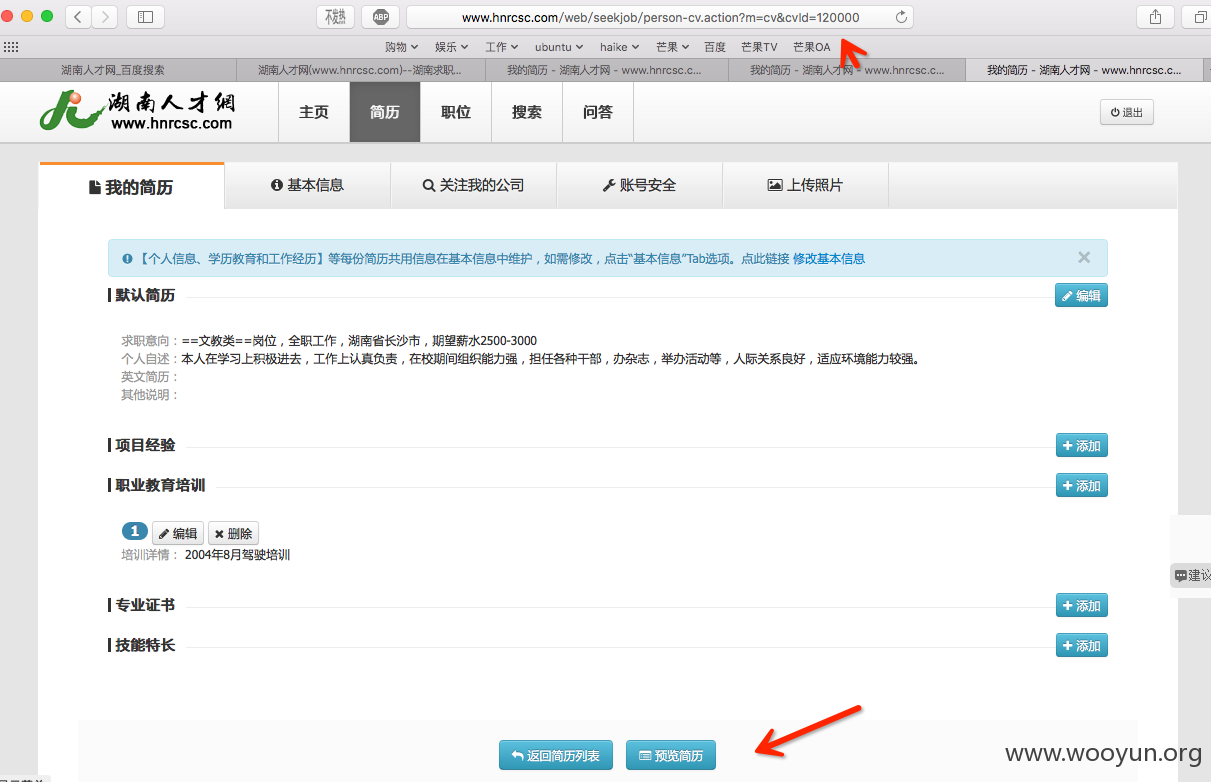 不变热 ABP www.hnrcsc.com/web/seekjob/person-cv.action?m=cv&cvId=120000
购物 娱乐 工作 ubuntu haike 芒果 百度 芒果TV 芒果OA
湖南人才网_百度搜索 湖南人才网(www.hnrcsc.com)--湖南求职... 我的简历 - 湖南人才网 - www.hnrcsc.c... 我的简历 - 湖南人才网 - www.hnrcsc.c... 我的简历 - 湖南人才网 - www.hnrcsc.c...
湖南人才網
www.hnrcsc.com
主页 简历 职位 搜索 问答 退出
我的简历 基本信息 关注我的公司 账号安全 上传照片
【个人信息、学历教育和工作经历】等每份简历共用信息在基本信息中维护，如需修改，点击“基本信息”Tab选项。点此链接 修改基本信息 ×
默认简历 编辑
求职意向：==文教类==岗位，全职工作，湖南省长沙市，期望薪水2500-3000
个人自述：本人在学习上积极进去，工作上认真负责，在校期间组织能力强，担任各种干部，办杂志，举办活动等，人际关系良好，适应环境能力较强。
英文简历：
其他说明：
项目经验 添加
职业教育培训 添加
1 编辑 删除
培训详情： 2004年8月驾驶培训
建议
专业证书 添加
技能特长 添加
返回简历列表 预览简历
www.wooyun.org